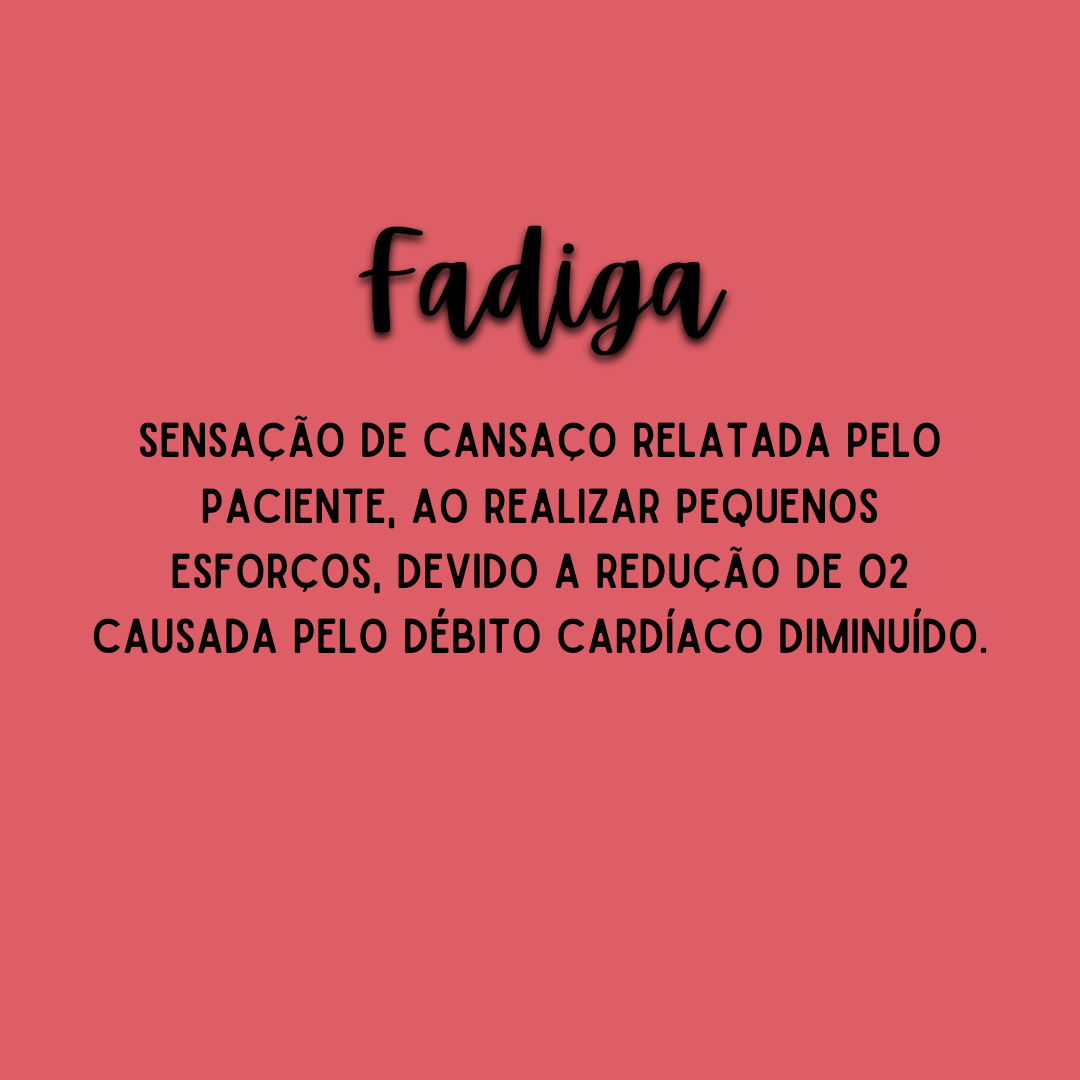 Fadiga
SENSAÇÃO DE CANSAÇO RELATADA PELO
PACIENTE, AO REALIZAR PEQUENOS
ESFORÇOS, DEVIDO A REDUÇÃO DE O2
CAUSADA PELO DÉBITO CARDÍACO DIMINUÍDO.